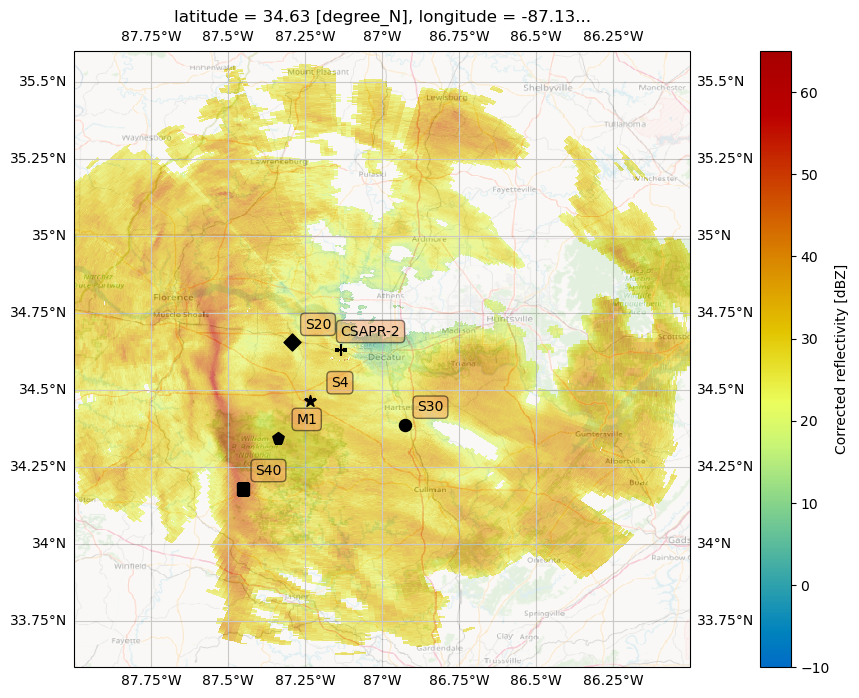 latitude = 34.63 [degree_N], longitude = -87.13...
87.75°W 87.5°W 87.25°W 87°W 86.75°W 86.5°W 86.25°W
35.5°N
35.25°N
35°N
34.75°N
34.5°N
34.25°N
34°N
33.75°N
Mount Pleasant
Lewisburg
Shelbyville
Manchester
Tullahoma
Waynesboro
Lawrenceburg
Pulaski
Winchester
Fayetteville
Ardmore
Florence
Muscle Shoals
Athens
Huntsville
Madison
S20
CSAPR-2
Decatur
Triana
Scottsboro
S4
S30
M1
Hartselle
Guntersville
Albertville
Boaz
S40
Cullman
Winfield
Oneonta
Gads
Rainbow
Springville
Fayette
Clay
Argo
Gardendale
Trussville
35.5°N
35.25°N
35°N
34.75°N
34.5°N
34.25°N
34°N
33.75°N
87.75°W 87.5°W 87.25°W 87°W 86.75°W 86.5°W 86.25°W
60
50
40
30
20
10
0
−10
Corrected reflectivity [dBZ]